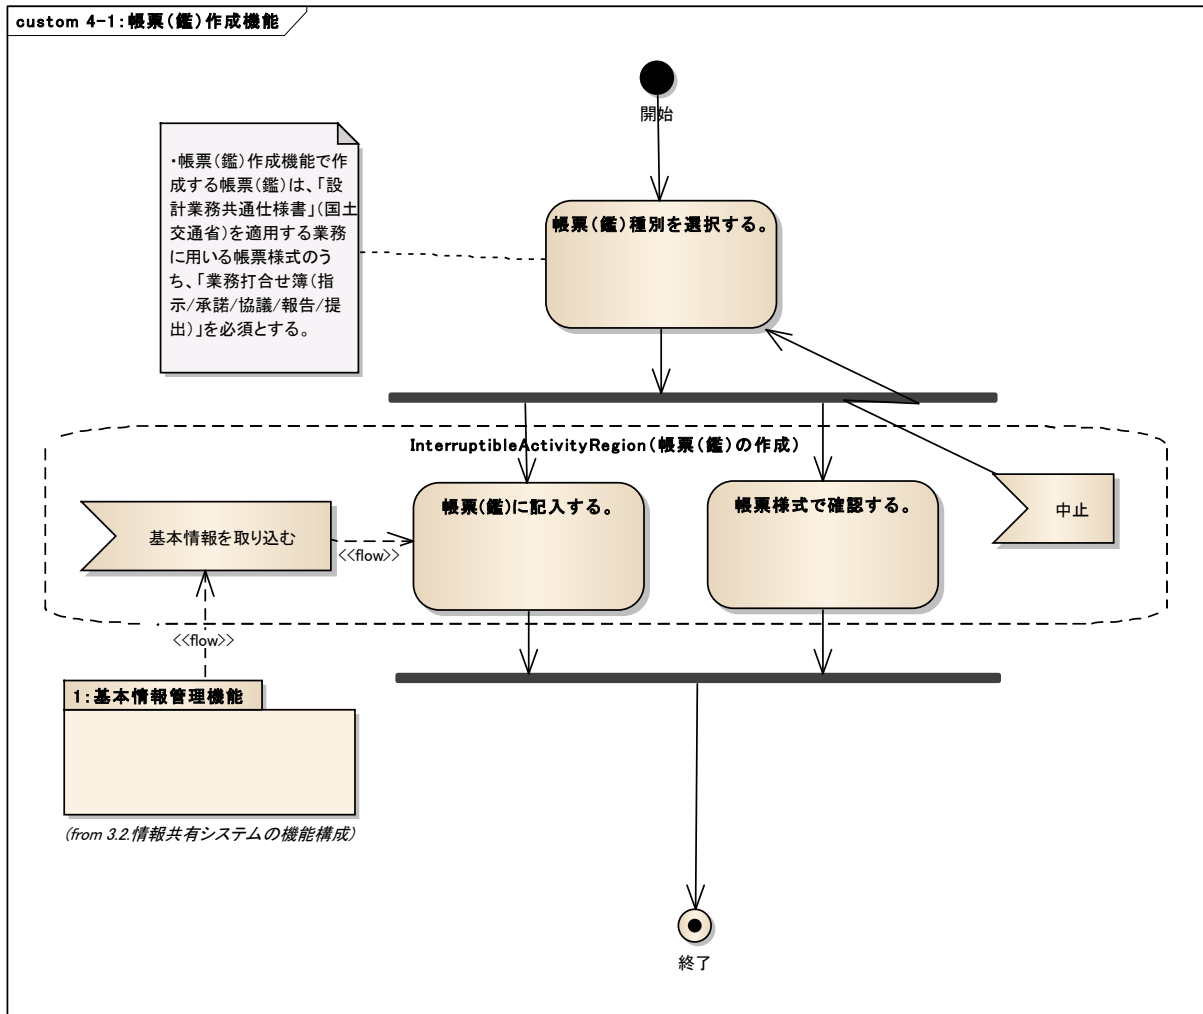 custom 4-1:帳票(鑑)作成機能
開始
・帳票(鑑)作成機能で作
成する帳票(鑑)は、「設
計業務共通仕様書」(国土
交通省)を適用する業務
に用いる帳票様式のう
ち、「業務打合せ簿(指
示/承諾/協議/報告/提
出)」を必須とする。
帳票(鑑)種別を選択する。
InterruptibleActivityRegion(帳票(鑑)の作成)
帳票(鑑)に記入する。
帳票様式で確認する。
中止
基本情報を取り込む
<<flow>>
<<flow>>
1:基本情報管理機能
(from 3.2.情報共有システムの機能構成)
終了